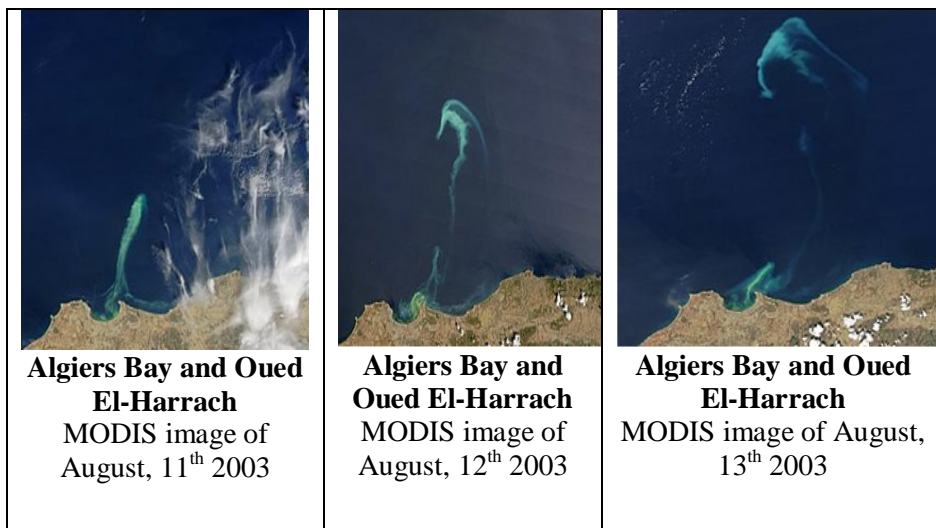 Algiers Bay and Oued
El-Harrach
MODIS image of
August, 11th 2003
Algiers Bay and
Oued El-Harrach
MODIS image of
August, 12th 2003
Algiers Bay and Oued
El-Harrach
MODIS image of August,
13th 2003